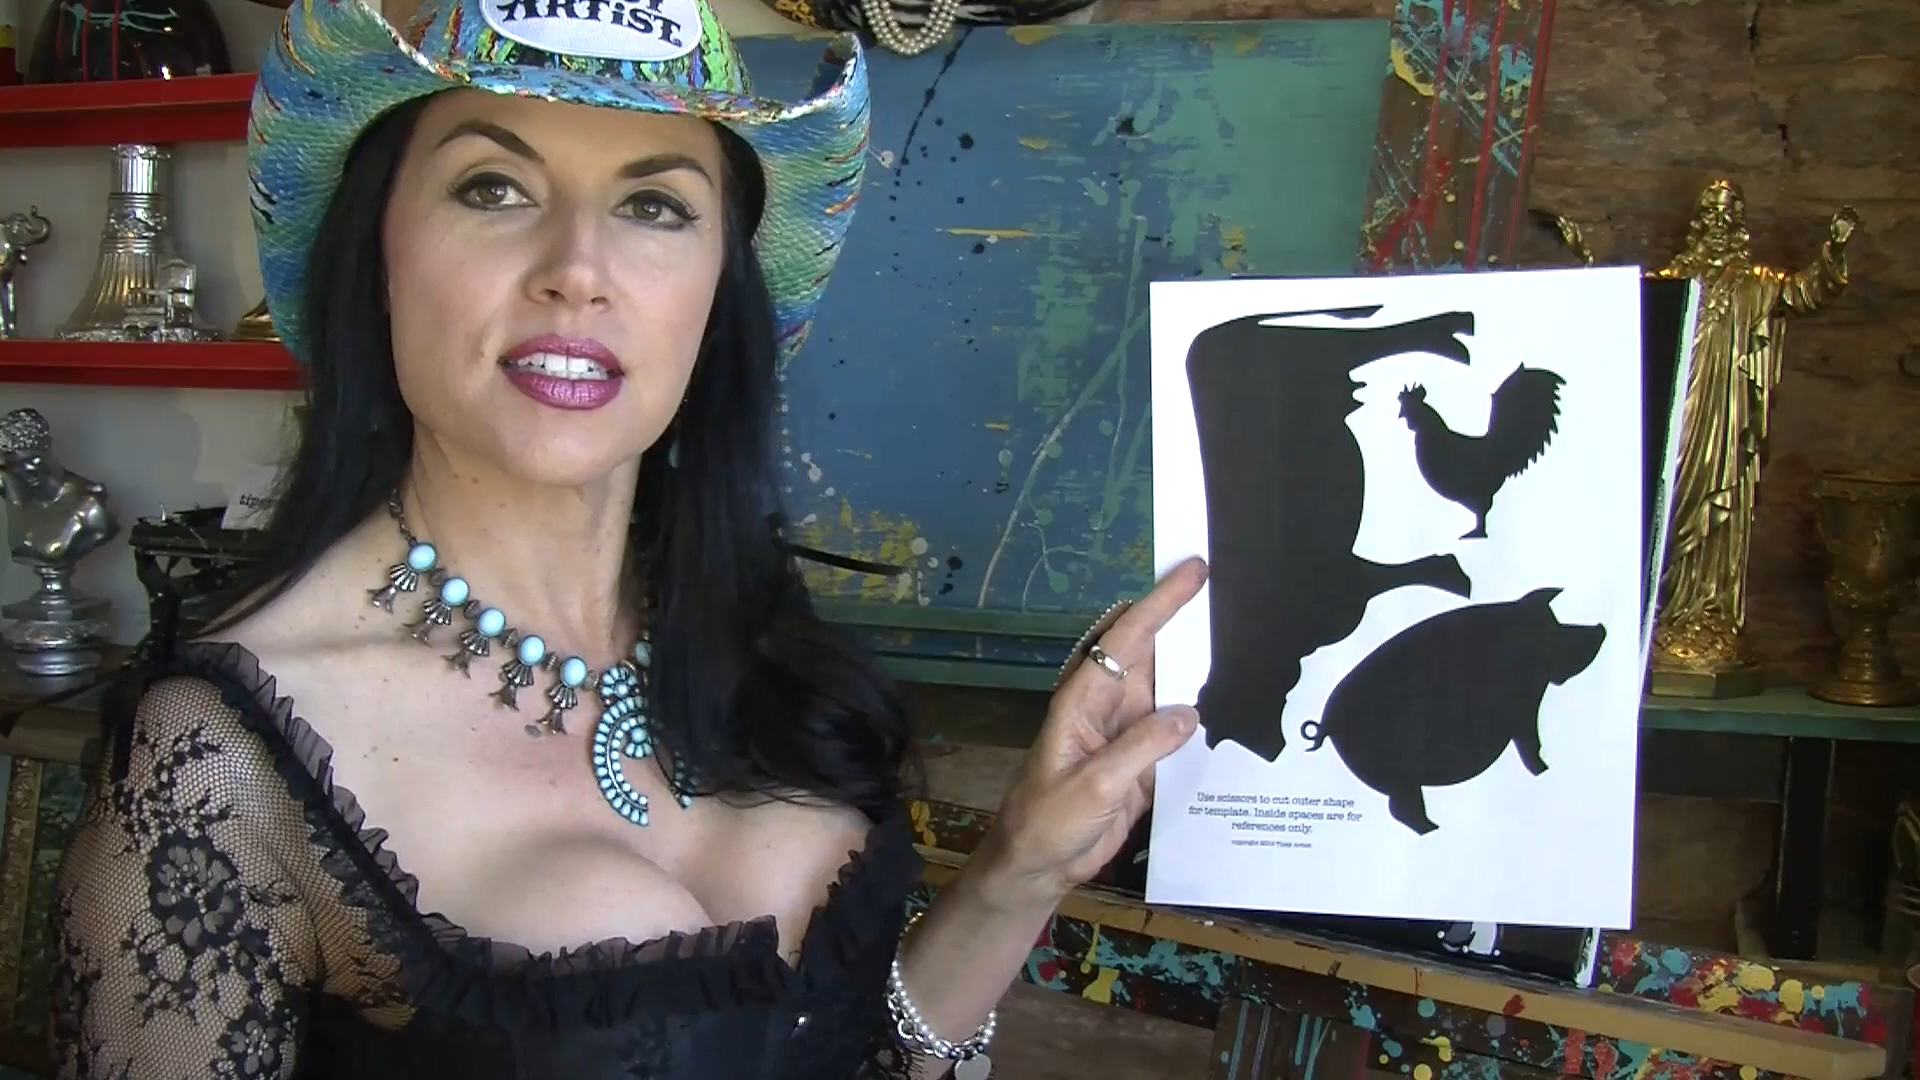 ARTiST
Use scissors to cut outer shape
for template. Inside spaces are for
references only.